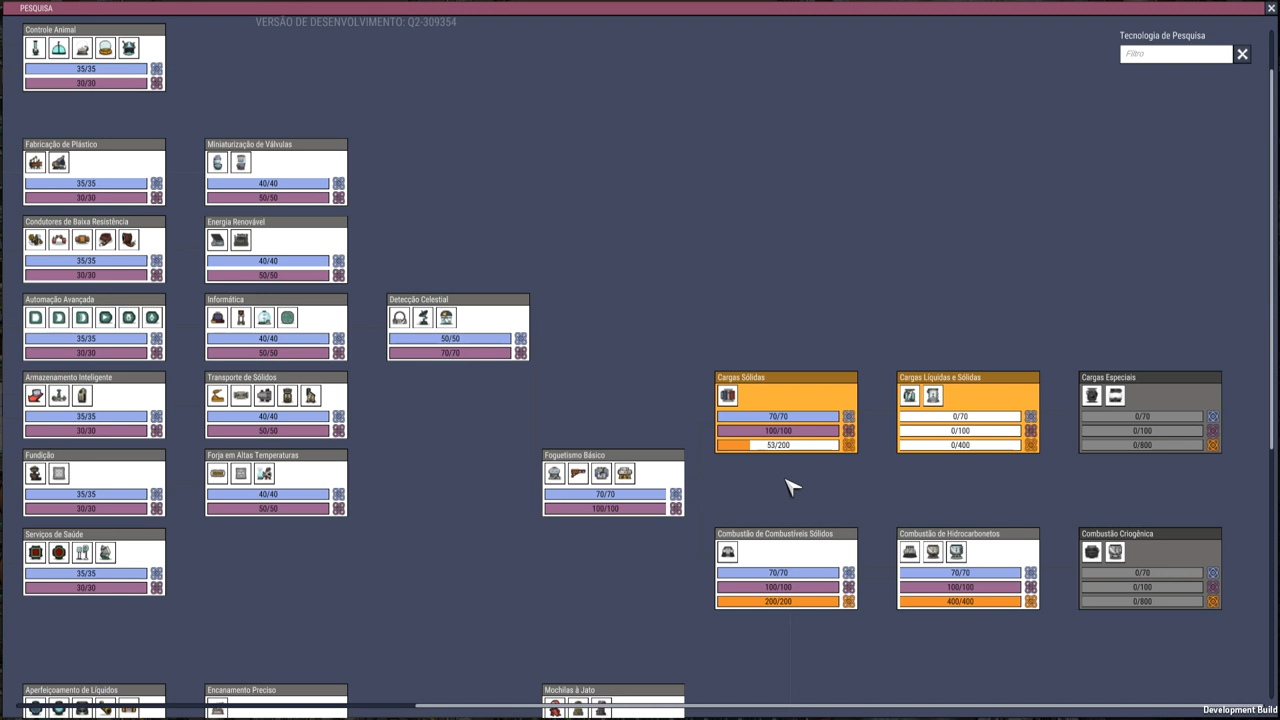 PESQUISA
VERSÃO DE DESENVOLVIMENTO: Q2-309354
Tecnologia de Pesquisa
Filtro
Controle Animal
35/35
30/30
Fabricação de Plástico
35/35
30/30
Miniaturização de Válvulas
40/40
50/50
Condutores de Baixa Resistência
35/35
30/30
Energia Renovável
40/40
50/50
Automação Avançada
35/35
30/30
Informática
40/40
50/50
Detecção Celestial
50/50
70/70
Armazenamento Inteligente
35/35
30/30
Transporte de Sólidos
40/40
50/50
Cargas Sólidas
70/70
100/100
53/200
Cargas Líquidas e Sólidas
0/70
0/100
0/400
Cargas Especiais
0/70
0/100
0/800
Fundição
35/35
30/30
Forja em Altas Temperaturas
40/40
50/50
Foguetismo Básico
70/70
100/100
Serviços de Saúde
35/35
30/30
Combustão de Combustíveis Sólidos
70/70
100/100
200/200
Combustão de Hidrocarbonetos
70/70
100/100
400/400
Combustão Criogênica
0/70
0/100
0/800
Aperfeiçoamento de Líquidos
Encanamento Preciso
Mochilas à Jato
Development Build